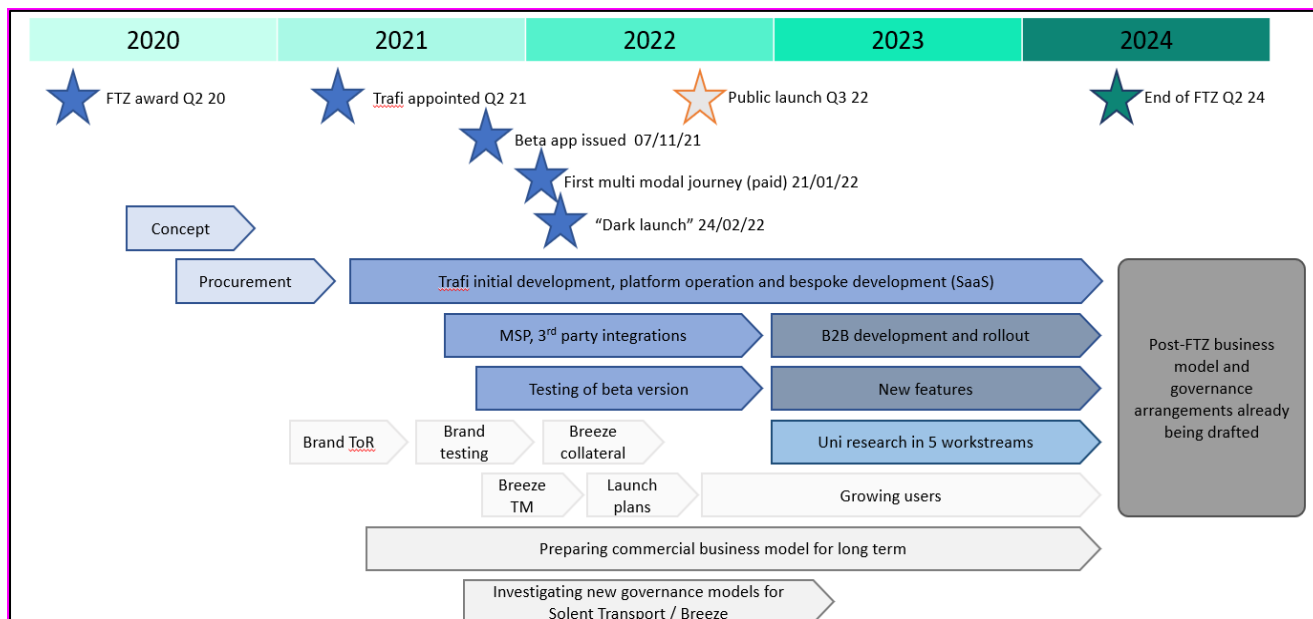 2020
2021
2022
2023
2024
FTZ award Q2 20
Trafi appointed Q2 21
Public launch Q3 22
End of FTZ Q2 24
Beta app issued 07/11/21
First multi modal journey (paid) 21/01/22
“Dark launch” 24/02/22
Concept
Procurement
Trafi initial development, platform operation and bespoke development (SaaS)
MSP, 3rd party integrations
B2B development and rollout
Testing of beta version
New features
Post-FTZ business
model and
governance
arrangements already
being drafted
Brand ToR
Brand
testing
Breeze
collateral
Uni research in 5 workstreams
Breeze
TM
Launch
plans
Growing users
Preparing commercial business model for long term
Investigating new governance models for
Solent Transport / Breeze